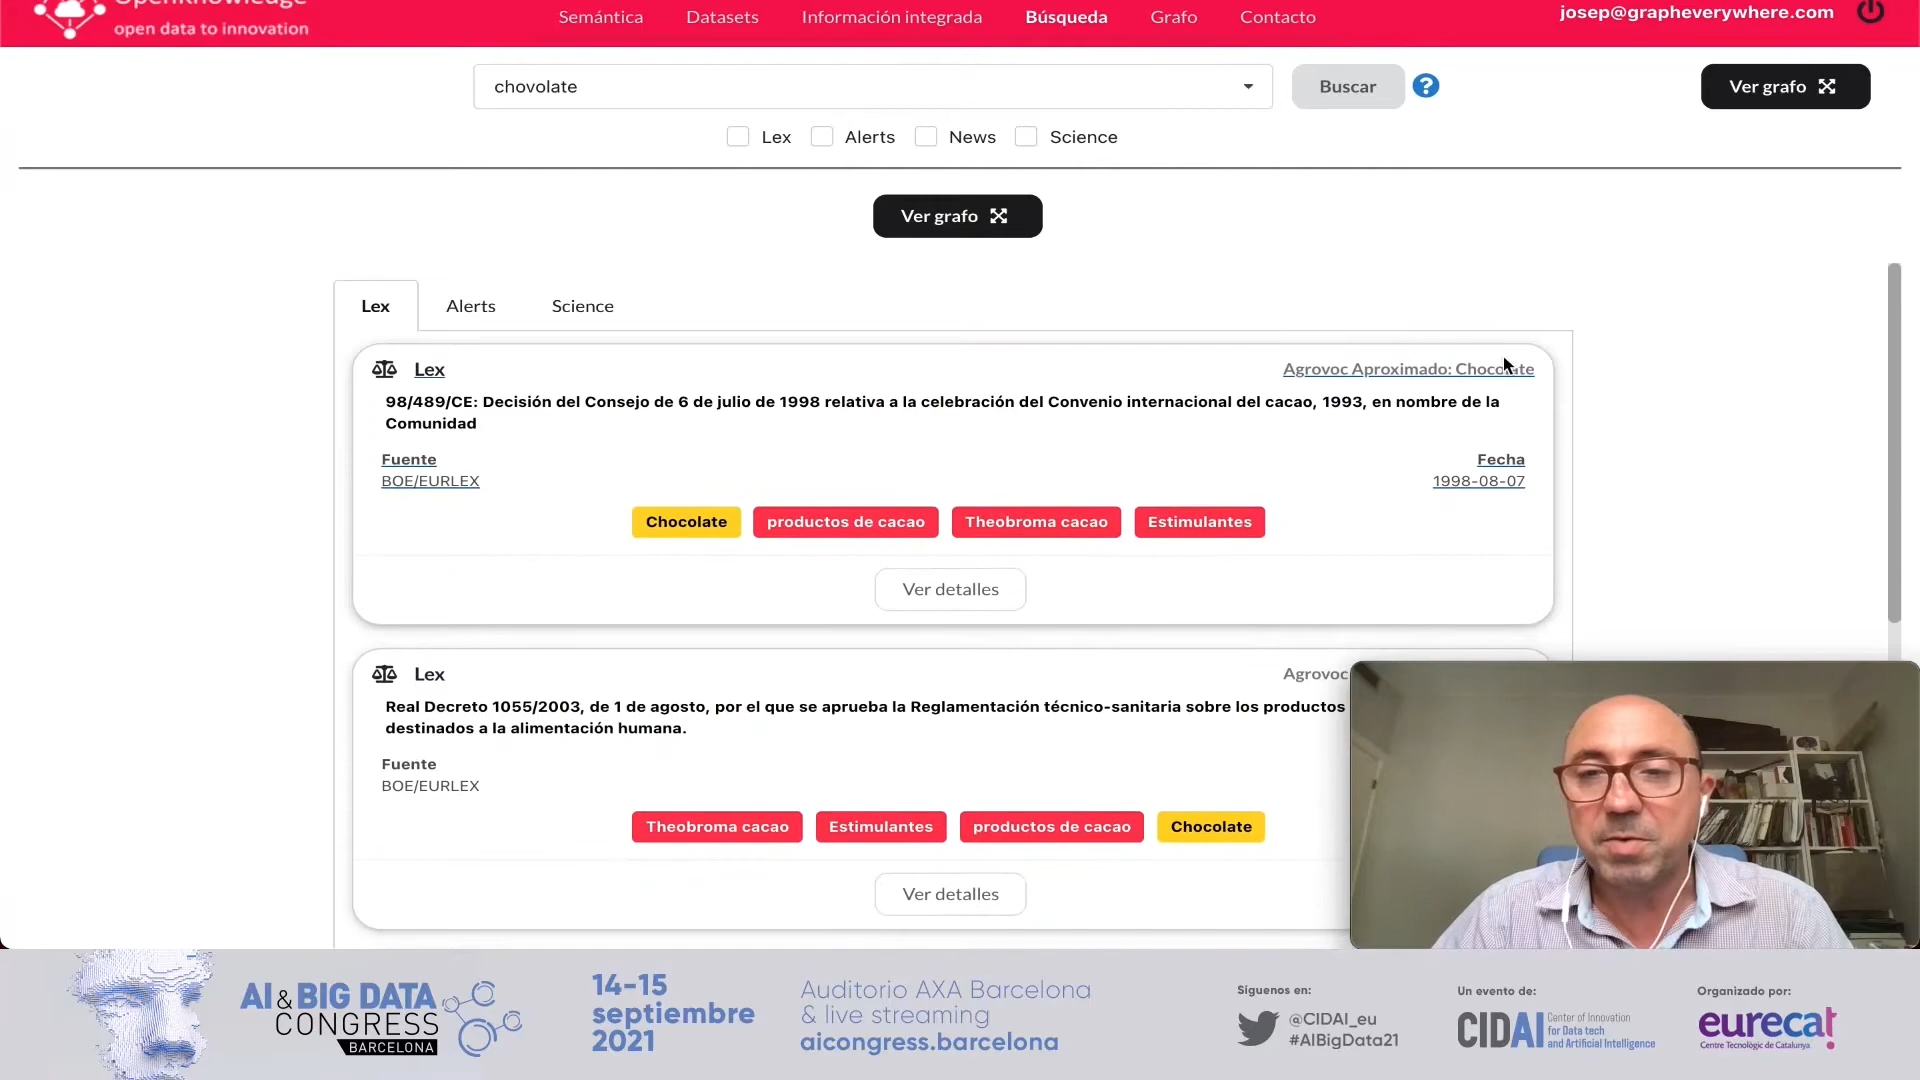 OpenKnowledge
open data to innovation
Semántica Datasets Información integrada Búsqueda Grafo Contacto
josep@grapheverywhere.com
chovolate
Buscar
?
Ver grafo
Lex Alerts News Science
Ver grafo
Lex Alerts Science
Lex
Agrovoc Aproximado: Chocolate
98/489/CE: Decisión del Consejo de 6 de julio de 1998 relativa a la celebración del Convenio internacional del cacao, 1993, en nombre de la
Comunidad
Fuente
Fecha
BOE/EURLEX
1998-08-07
Chocolate productos de cacao Theobroma cacao Estimulantes
Ver detalles
Lex
Agrovoc
Real Decreto 1055/2003, de 1 de agosto, por el que se aprueba la Reglamentación técnico-sanitaria sobre los productos
destinados a la alimentación humana.
Fuente
BOE/EURLEX
Theobroma cacao Estimulantes productos de cacao Chocolate
Ver detalles
AI & BIG DATA
CONGRESS
BARCELONA
14-15
septiembre
2021
Auditorio AXA Barcelona
& live streaming
aicongress.barcelona
Síguenos en:
@CIDAI_eu
#AIBigData21
Un evento de:
CIDAI
Center of Innovation
for Data tech
and Artificial Intelligence
Organizado por:
eurecat
Centre Tecnològic de Catalunya